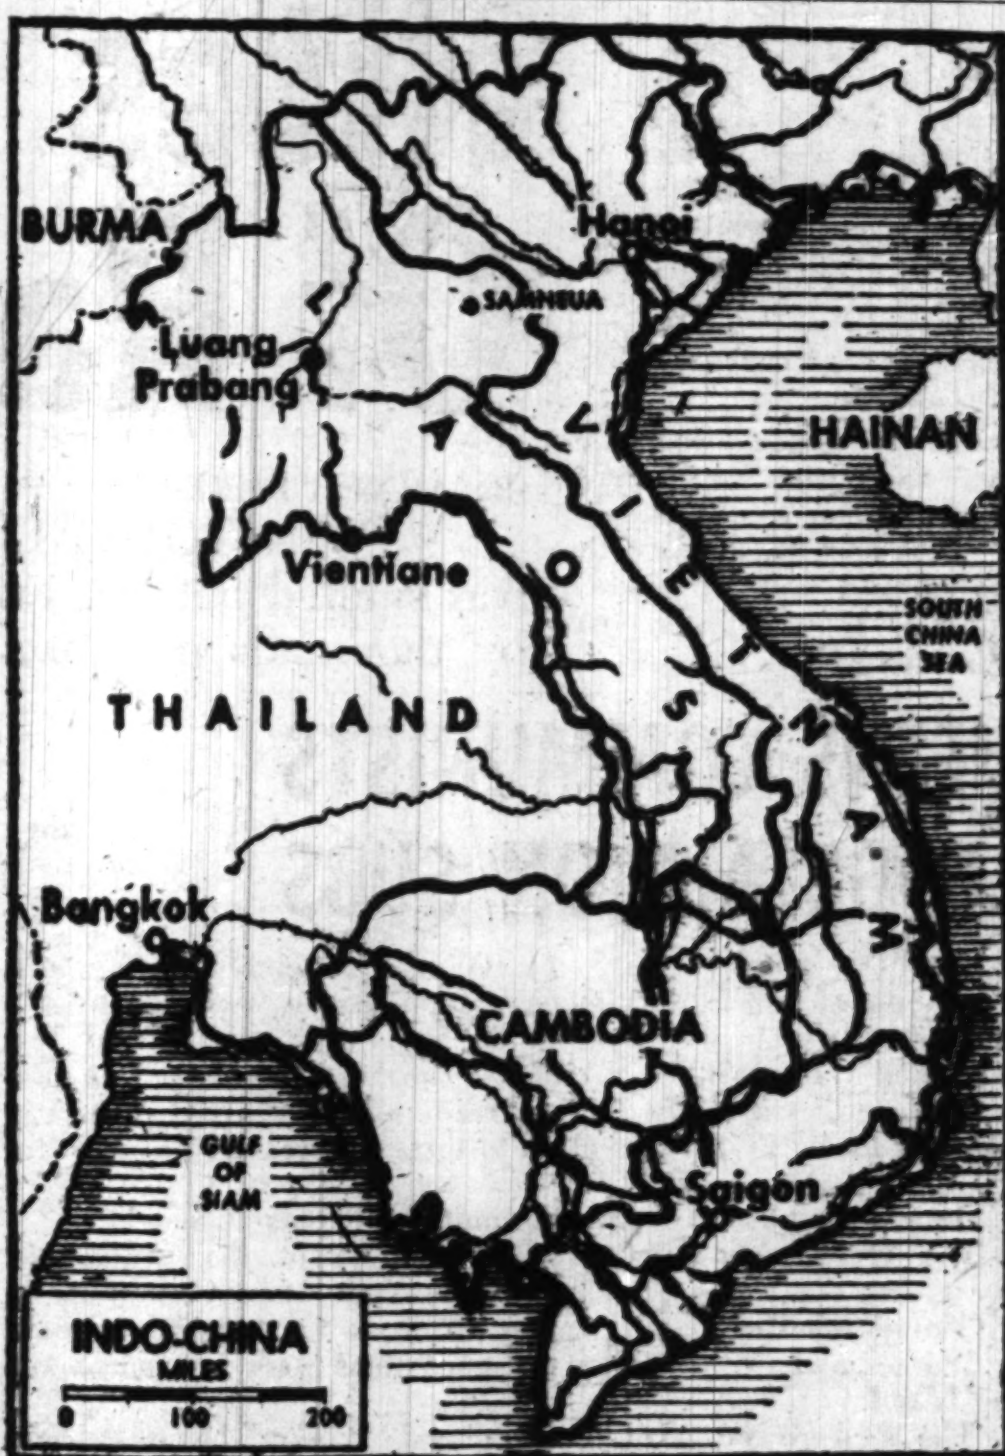 BURMA
Hanoi
SAMNEUA
Luang
Prabang
LAOS
VIETNAM
HAINAN
Vientiane
SOUTH
CHINA
SEA
THAILAND
Bangkok
CAMBODIA
GULF
OF
SIAM
Saigón
INDO-CHINA
MILES
0 100 200